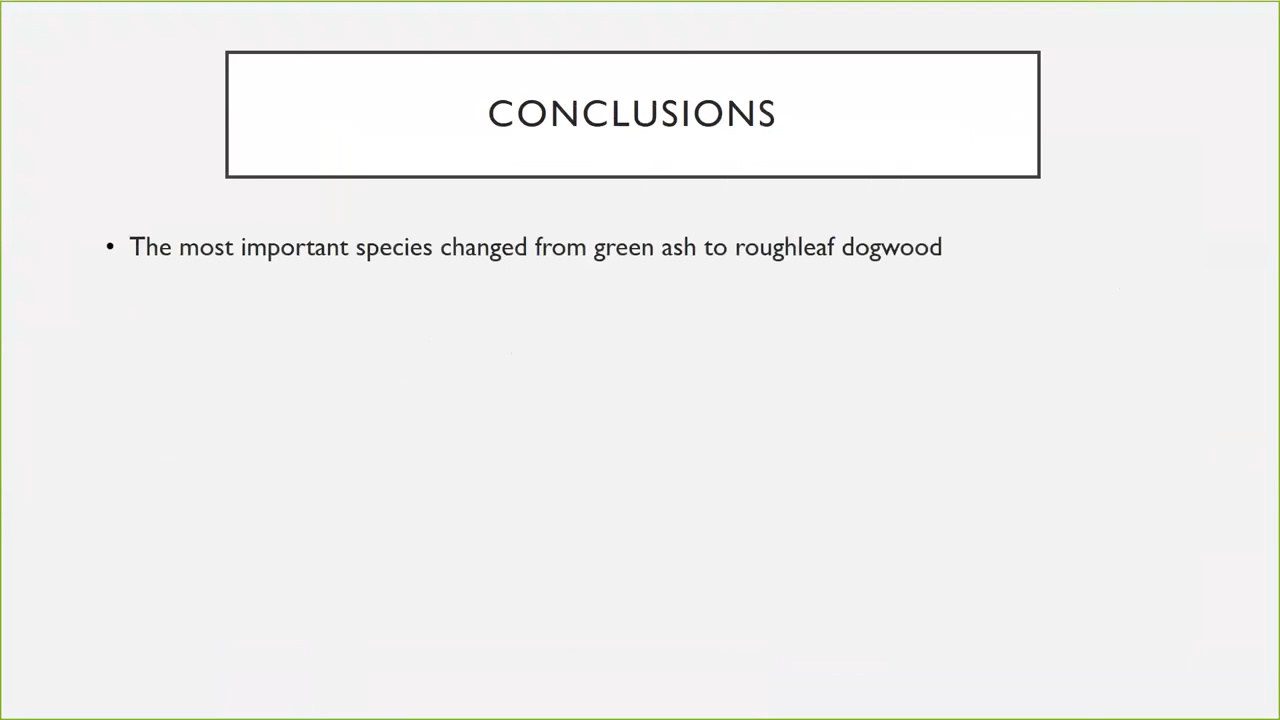 CONCLUSIONS
• The most important species changed from green ash to roughleaf dogwood